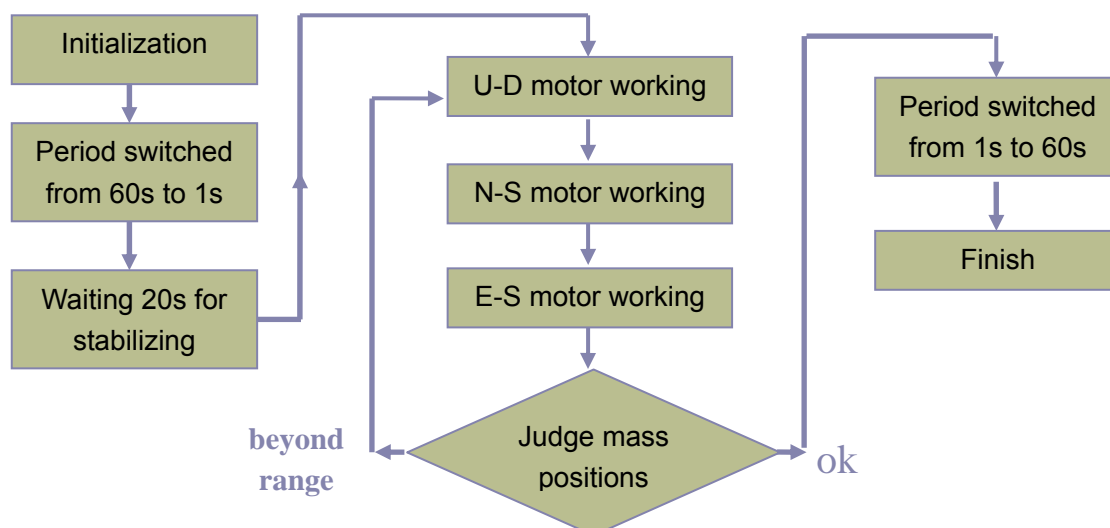 Initialization
Period switched
from 60s to 1s
Waiting 20s for
stabilizing
U-D motor working
N-S motor working
E-S motor working
Judge mass
positions
beyond
range
ok
Period switched
from 1s to 60s
Finish